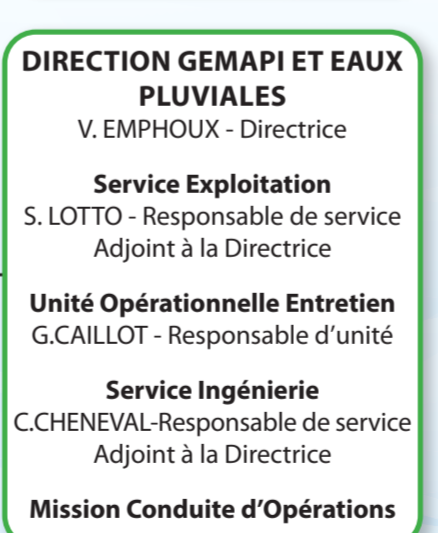 DIRECTION GEMAPI ET EAUX
PLUVIALES
V. EMPHOUX - Directrice
Service Exploitation
S. LOTTO - Responsable de service
Adjoint à la Directrice
Unité Opérationnelle Entretien
G.CAILLOT - Responsable d’unité
Service Ingénierie
C.CHENEVAL-Responsable de service
Adjoint à la Directrice
Mission Conduite d’Opérations